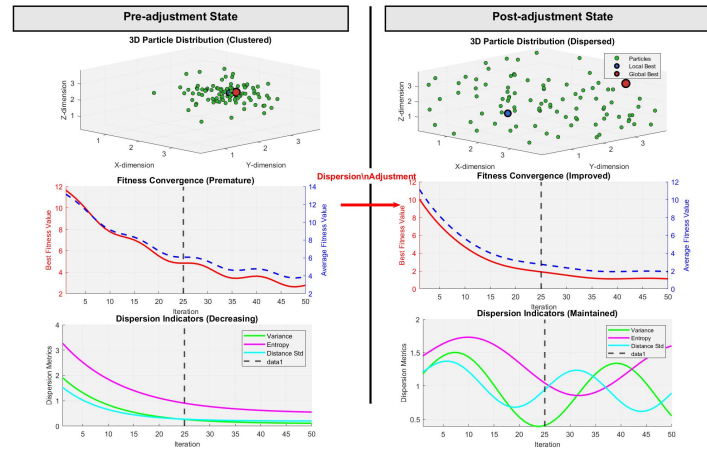 Pre-adjustment State
Post-adjustment State
3D Particle Distribution (Clustered)
Z-dimension
3
2
1
1
2
3
1
2
3
X-dimension
Y-dimension
3D Particle Distribution (Dispersed)
Particles
Local Best
Global Best
Z-dimension
3
2
1
1
2
3
1
2
3
X-dimension
Y-dimension
Dispersion\nAdjustment
Fitness Convergence (Premature)
Best Fitness Value
12
10
8
6
4
2
14
12
10
8
6
4
2
Average Fitness Value
5 10 15 20 25 30 35 40 45 50
Iteration
Fitness Convergence (Improved)
Best Fitness Value
12
10
8
6
4
2
0
12
10
8
6
4
2
0
Average Fitness Value
5 10 15 20 25 30 35 40 45 50
Iteration
Dispersion Indicators (Decreasing)
Variance
Entropy
Distance Std
data1
Dispersion Metrics
4
3
2
1
0
5 10 15 20 25 30 35 40 45 50
Iteration
Dispersion Indicators (Maintained)
Variance
Entropy
Distance Std
data1
Dispersion Metrics
2
1.5
1
0.5
5 10 15 20 25 30 35 40 45 50
Iteration